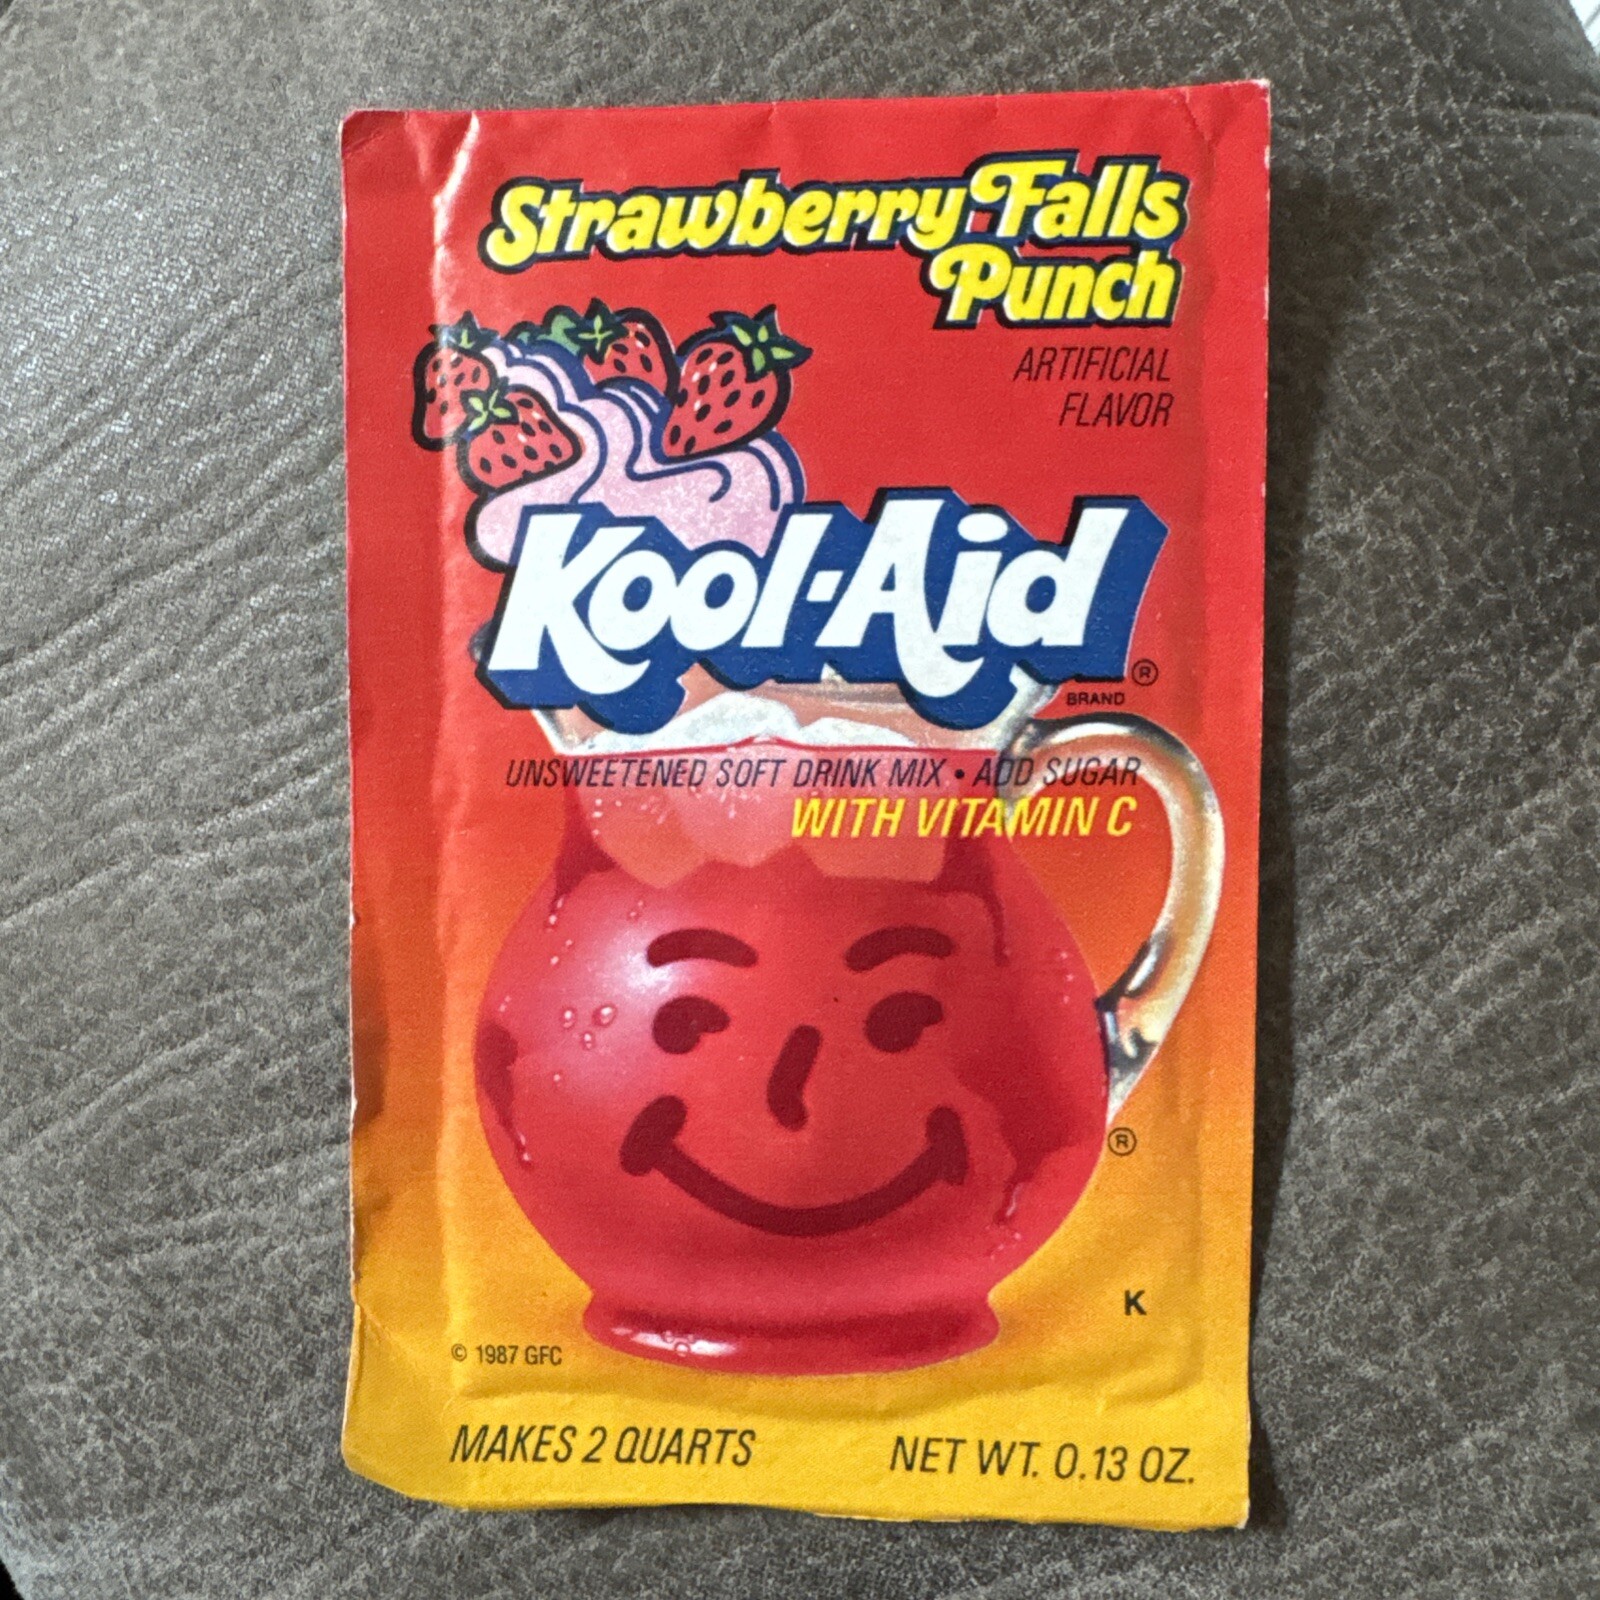 Strawberry Falls
Punch
ARTIFICIAL
FLAVOR
Kool-Aid
®
BRAND
UNSWEETENED SOFT DRINK MIX • ADD SUGAR
WITH VITAMIN C
®
K
© 1987 GFC
MAKES 2 QUARTS NET WT. 0.13 OZ.